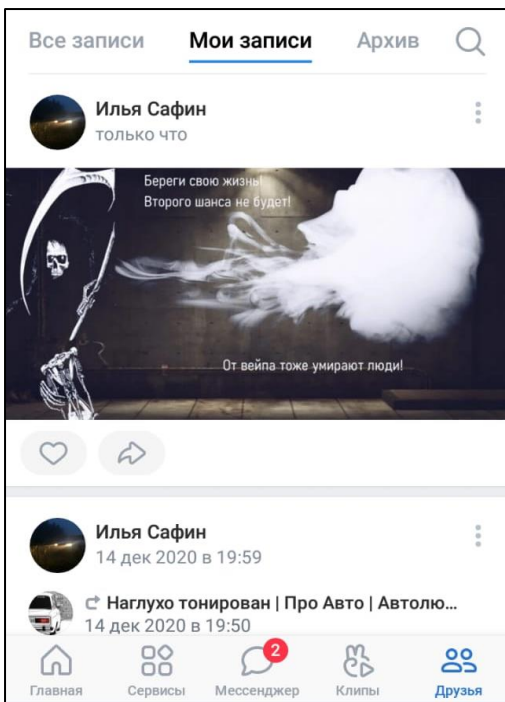 Все записи Мои записи Архив
Илья Сафин
только что
Береги свою жизнь!
Второго шанса не будет!
От вейпа тоже умирают люди!
Илья Сафин
14 дек 2020 в 19:59
Наглухо тонирован | Про Авто | Автолю...
14 дек 2020 в 19:50
2
Главная Сервисы Мессенджер Клипы Друзья